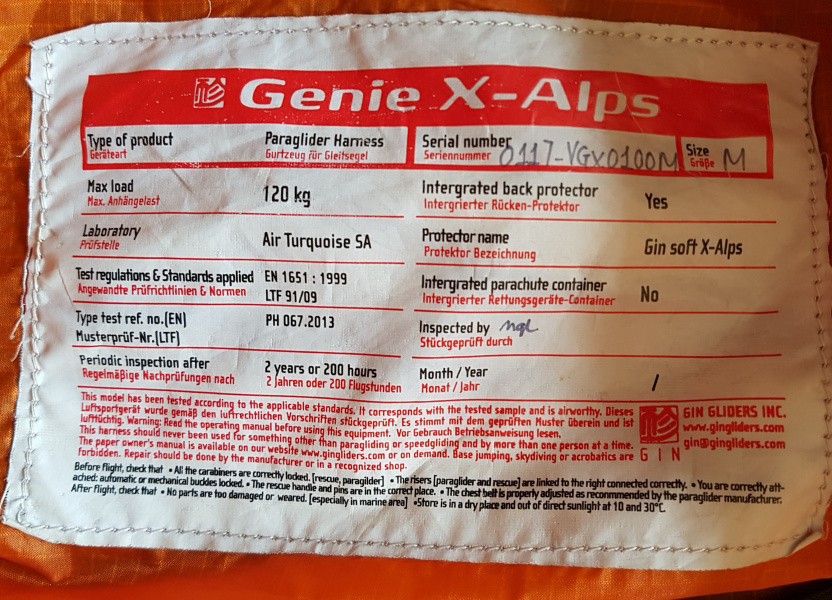 Genie X-Alps
Type of product Paraglider Harness
Geräteart Gurtzeug für Gleitsegel
Serial number 0117-VGX0100M
Seriennummer
Size M
Größe
Max load 120 kg
Max. Anhängelast
Intergrated back protector Yes
Intergrierter Rücken-Protektor
Laboratory Air Turquoise SA
Prüfstelle
Protector name Gin soft X-Alps
Protektor Bezeichnung
Test regulations & Standards applied EN 1651 : 1999
Angewandte Prüfrichtlinien & Normen LTF 91/09
Intergrated parachute container No
Intergrierter Rettungsgeräte-Container
Type test ref. no.(EN) PH 067.2013
Musterprüf-Nr.(LTF)
Inspected by
Stückgeprüft durch
Periodic inspection after 2 years or 200 hours
Regelmäßige Nachprüfungen nach 2 Jahren oder 200 Flugstunden
Month / Year /
Monat / Jahr
This model has been tested according to the applicable standards. It corresponds with the tested sample and is airworthy. Dieses
Luftsportgerät wurde gemäß den luftrechtlichen Vorschriften stückgeprüft. Es stimmt mit dem geprüften Muster überein und ist
lufttüchtig. Warning: Read the operating manual before using this equipment. Vor Gebrauch Betriebsanweisung lesen.
This harness should never been used for something other than paragliding or speedgliding and by more than one person at a time.
The paper owner's manual is available on our website www.gingliders.com or on demand. Base jumping, skydiving or acrobatics are
forbidden. Repair should be done by the manufacturer or in a recognized shop.
GIN
GIN GLIDERS INC.
www.gingliders.com
gin@gingliders.com
Before flight, check that • All the carabiners are correctly locked. [rescue, paraglider] • The risers [paraglider and rescue] are linked to the right connected correctly. • You are correctly att-
ached: automatic or mechanical buckles locked. • The rescue handle and pins are in the correct place. • The chest belt is properly adjusted as reconmmended by the paraglider manufacturer.
After flight, check that • No parts are too damaged or weared. [especially in marine area] •Store is in a dry place and out of direct sunlight at 10 and 30°C.